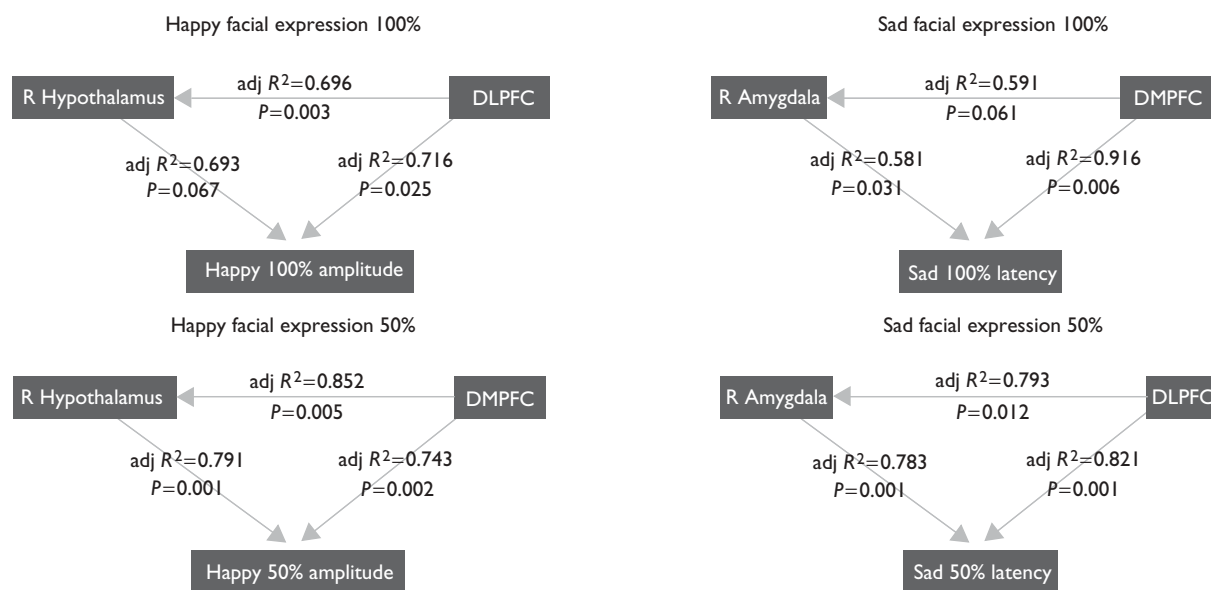 Happy facial expression 100%
R Hypothalamus
adj R²=0.696
P=0.003
DLPFC
adj R²=0.693
P=0.067
adj R²=0.716
P=0.025
Happy 100% amplitude
Sad facial expression 100%
R Amygdala
adj R²=0.591
P=0.061
DMPFC
adj R²=0.581
P=0.031
adj R²=0.916
P=0.006
Sad 100% latency
Happy facial expression 50%
R Hypothalamus
adj R²=0.852
P=0.005
DMPFC
adj R²=0.791
P=0.001
adj R²=0.743
P=0.002
Happy 50% amplitude
Sad facial expression 50%
R Amygdala
adj R²=0.793
P=0.012
DLPFC
adj R²=0.783
P=0.001
adj R²=0.821
P=0.001
Sad 50% latency